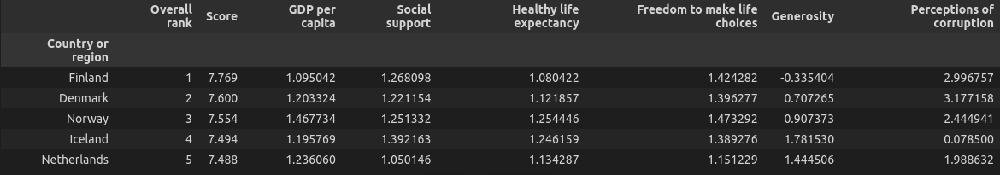 Overall rank Score GDP per capita Social support Healthy life expectancy Freedom to make life choices Generosity Perceptions of corruption
Country or region
Finland 1 7.769 1.095042 1.268098 1.080422 1.424282 -0.335404 2.996757
Denmark 2 7.600 1.203324 1.221154 1.121857 1.396277 0.707265 3.177158
Norway 3 7.554 1.467734 1.251332 1.254446 1.473292 0.907373 2.444941
Iceland 4 7.494 1.195769 1.392163 1.246159 1.389276 1.781530 0.078500
Netherlands 5 7.488 1.236060 1.050146 1.134287 1.151229 1.444506 1.988632